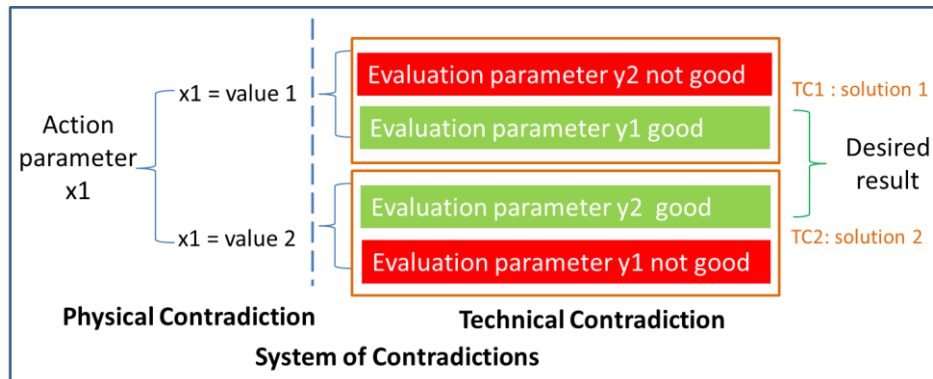 Action
parameter
x1
x1 = value 1
x1 = value 2
Evaluation parameter y2 not good
Evaluation parameter y1 good
Evaluation parameter y2 good
Evaluation parameter y1 not good
TC1 : solution 1
Desired
result
TC2: solution 2
Physical Contradiction
Technical Contradiction
System of Contradictions